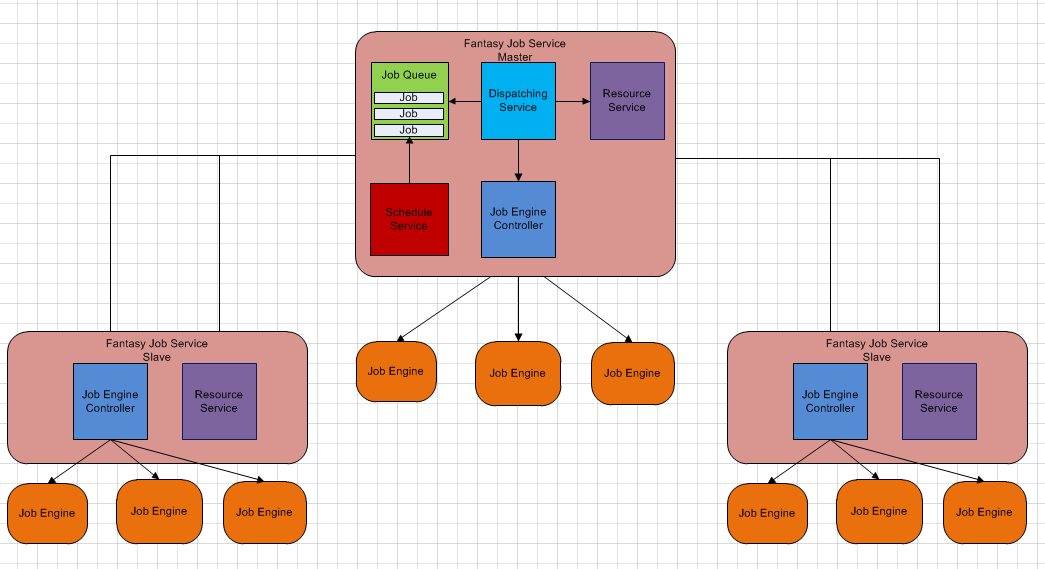 Fantasy Job Service
Master
Job Queue
Job
Job
Job
Dispatching
Service
Resource
Service
Schedule
Service
Job Engine
Controller
Job Engine
Job Engine
Job Engine
Fantasy Job Service
Slave
Job Engine
Controller
Resource
Service
Job Engine
Job Engine
Job Engine
Fantasy Job Service
Slave
Job Engine
Controller
Resource
Service
Job Engine
Job Engine
Job Engine